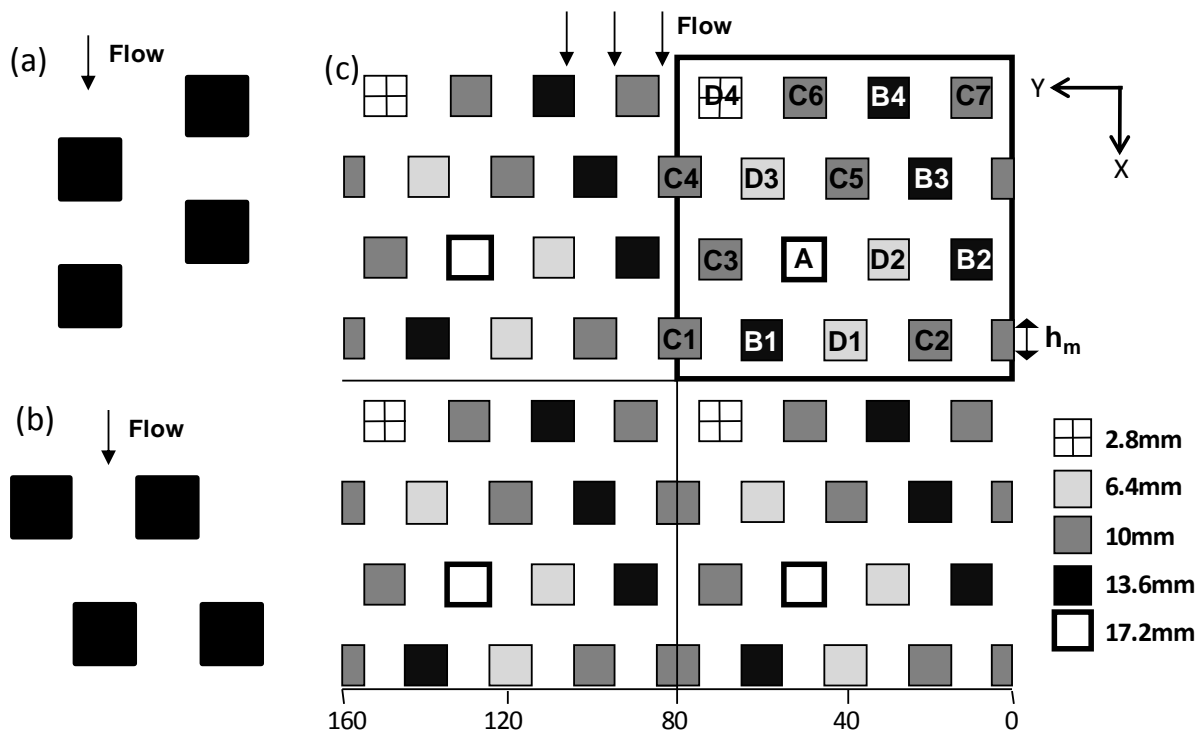 (a)
Flow
(b)
Flow
(c)
Flow
D4 C6 B4 C7
Y
X
C4 D3 C5 B3
C3 A D2 B2
C1 B1 D1 C2
hm
2.8mm
6.4mm
10mm
13.6mm
17.2mm
160 120 80 40 0